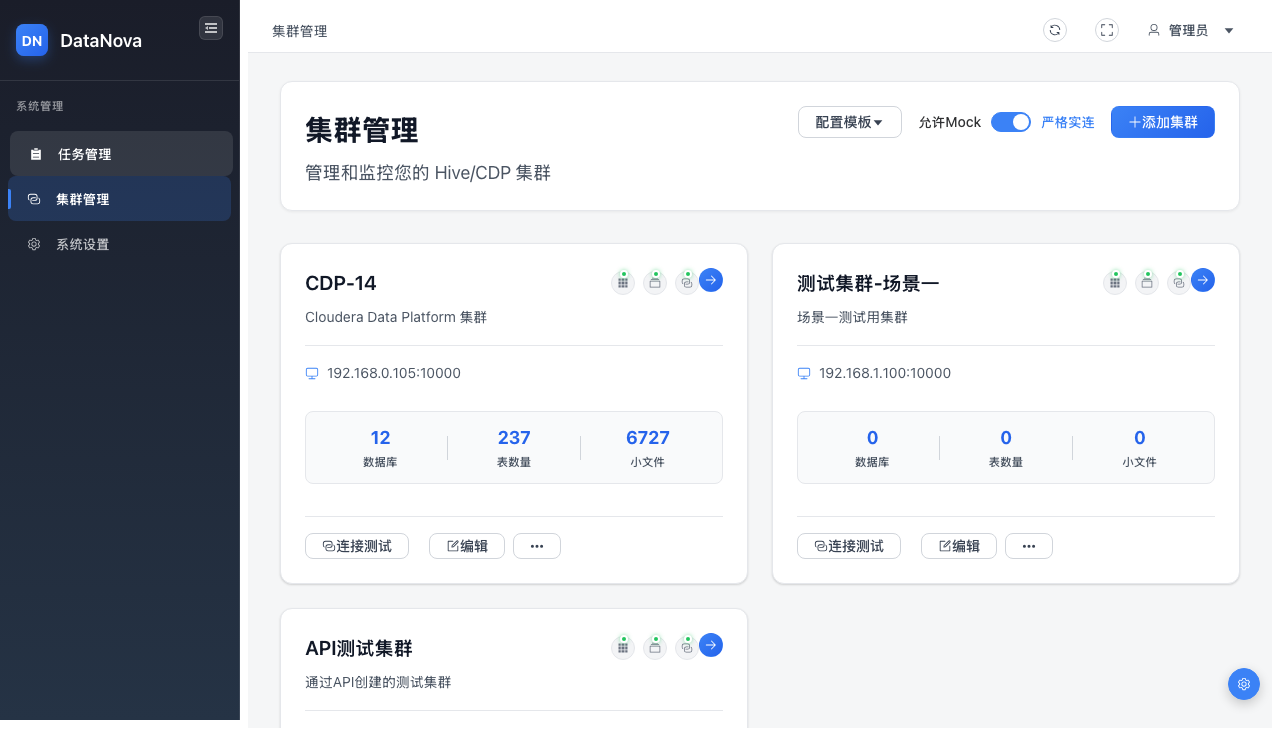 DN DataNova
系统管理
任务管理
集群管理
系统设置
集群管理
管理员
集群管理
管理和监控您的 Hive/CDP 集群
配置模板
允许Mock
严格实连
添加集群
CDP-14
Cloudera Data Platform 集群
192.168.0.105:10000
12 237 6727
数据库 表数量 小文件
连接测试 编辑
测试集群-场景一
场景一测试用集群
192.168.1.100:10000
0 0 0
数据库 表数量 小文件
连接测试 编辑
API测试集群
通过API创建的测试集群